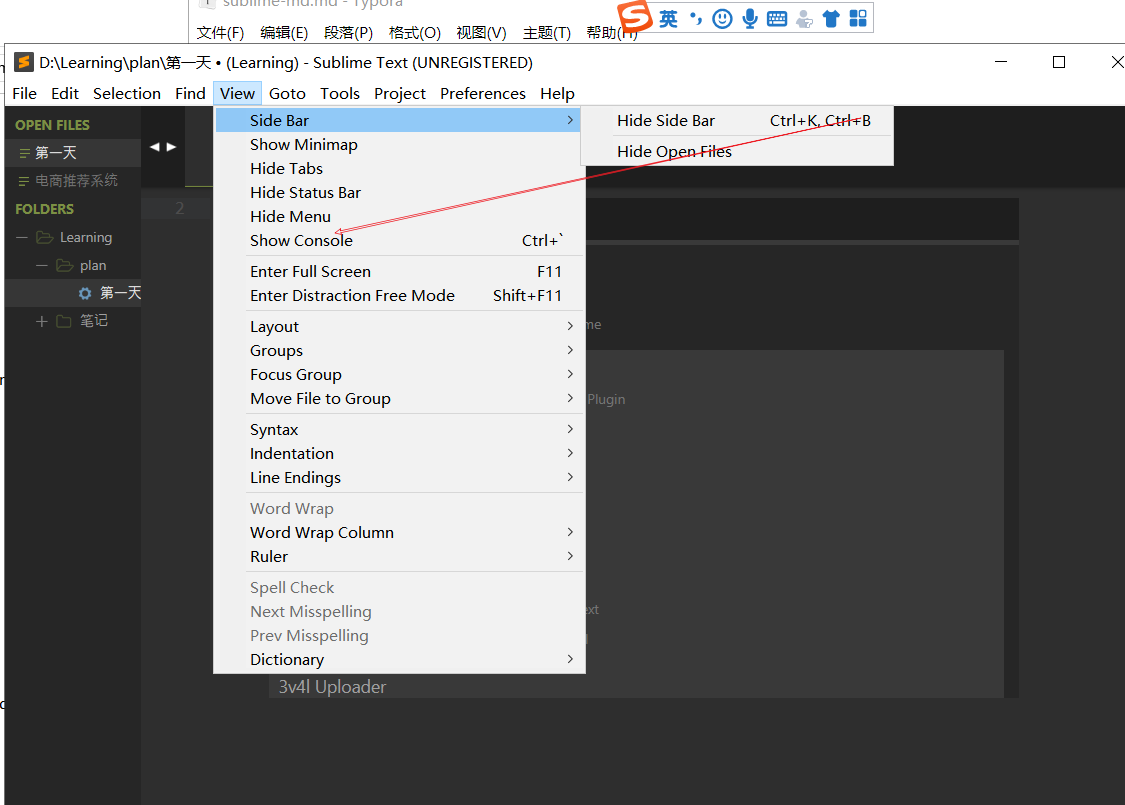 sublime-md.md - Typora
文件(F) 编辑(E) 段落(P) 格式(O) 视图(V) 主题(T) 帮助(H)
英
D:\Learning\plan\第一天 • (Learning) - Sublime Text (UNREGISTERED)
File Edit Selection Find View Goto Tools Project Preferences Help
OPEN FILES
第一天
电商推荐系统
FOLDERS
Learning
plan
第一天
笔记
2
Side Bar
Show Minimap
Hide Tabs
Hide Status Bar
Hide Menu
Show Console Ctrl+`
Enter Full Screen F11
Enter Distraction Free Mode Shift+F11
Layout
Groups
Focus Group
Move File to Group
Syntax
Indentation
Line Endings
Word Wrap
Word Wrap Column
Ruler
Spell Check
Next Misspelling
Prev Misspelling
Dictionary
Hide Side Bar Ctrl+K, Ctrl+B
Hide Open Files
me
Plugin
ext
3v4l Uploader